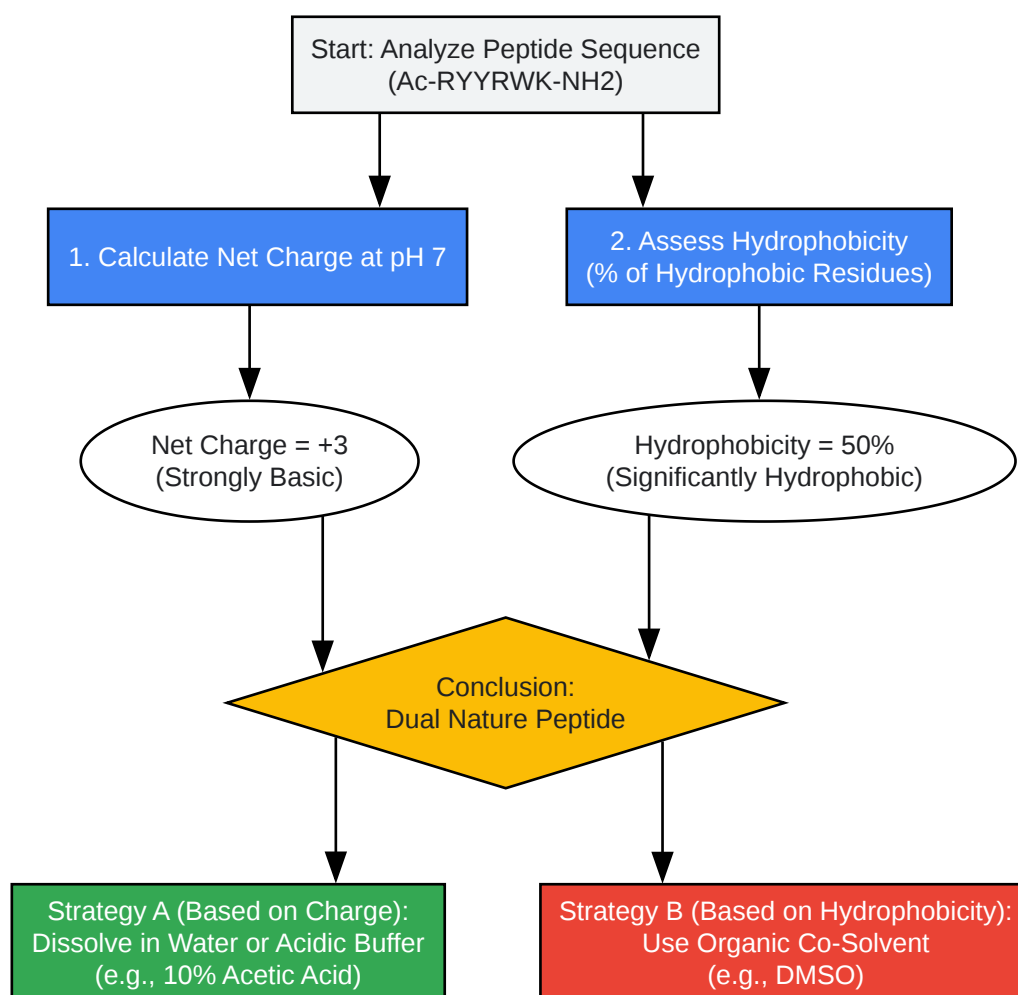 Start: Analyze Peptide Sequence
(Ac-RYYRWK-NH2)
1. Calculate Net Charge at pH 7
2. Assess Hydrophobicity
(% of Hydrophobic Residues)
Net Charge = +3
(Strongly Basic)
Hydrophobicity = 50%
(Significantly Hydrophobic)
Conclusion:
Dual Nature Peptide
Strategy A (Based on Charge):
Dissolve in Water or Acidic Buffer
(e.g., 10% Acetic Acid)
Strategy B (Based on Hydrophobicity):
Use Organic Co-Solvent
(e.g., DMSO)